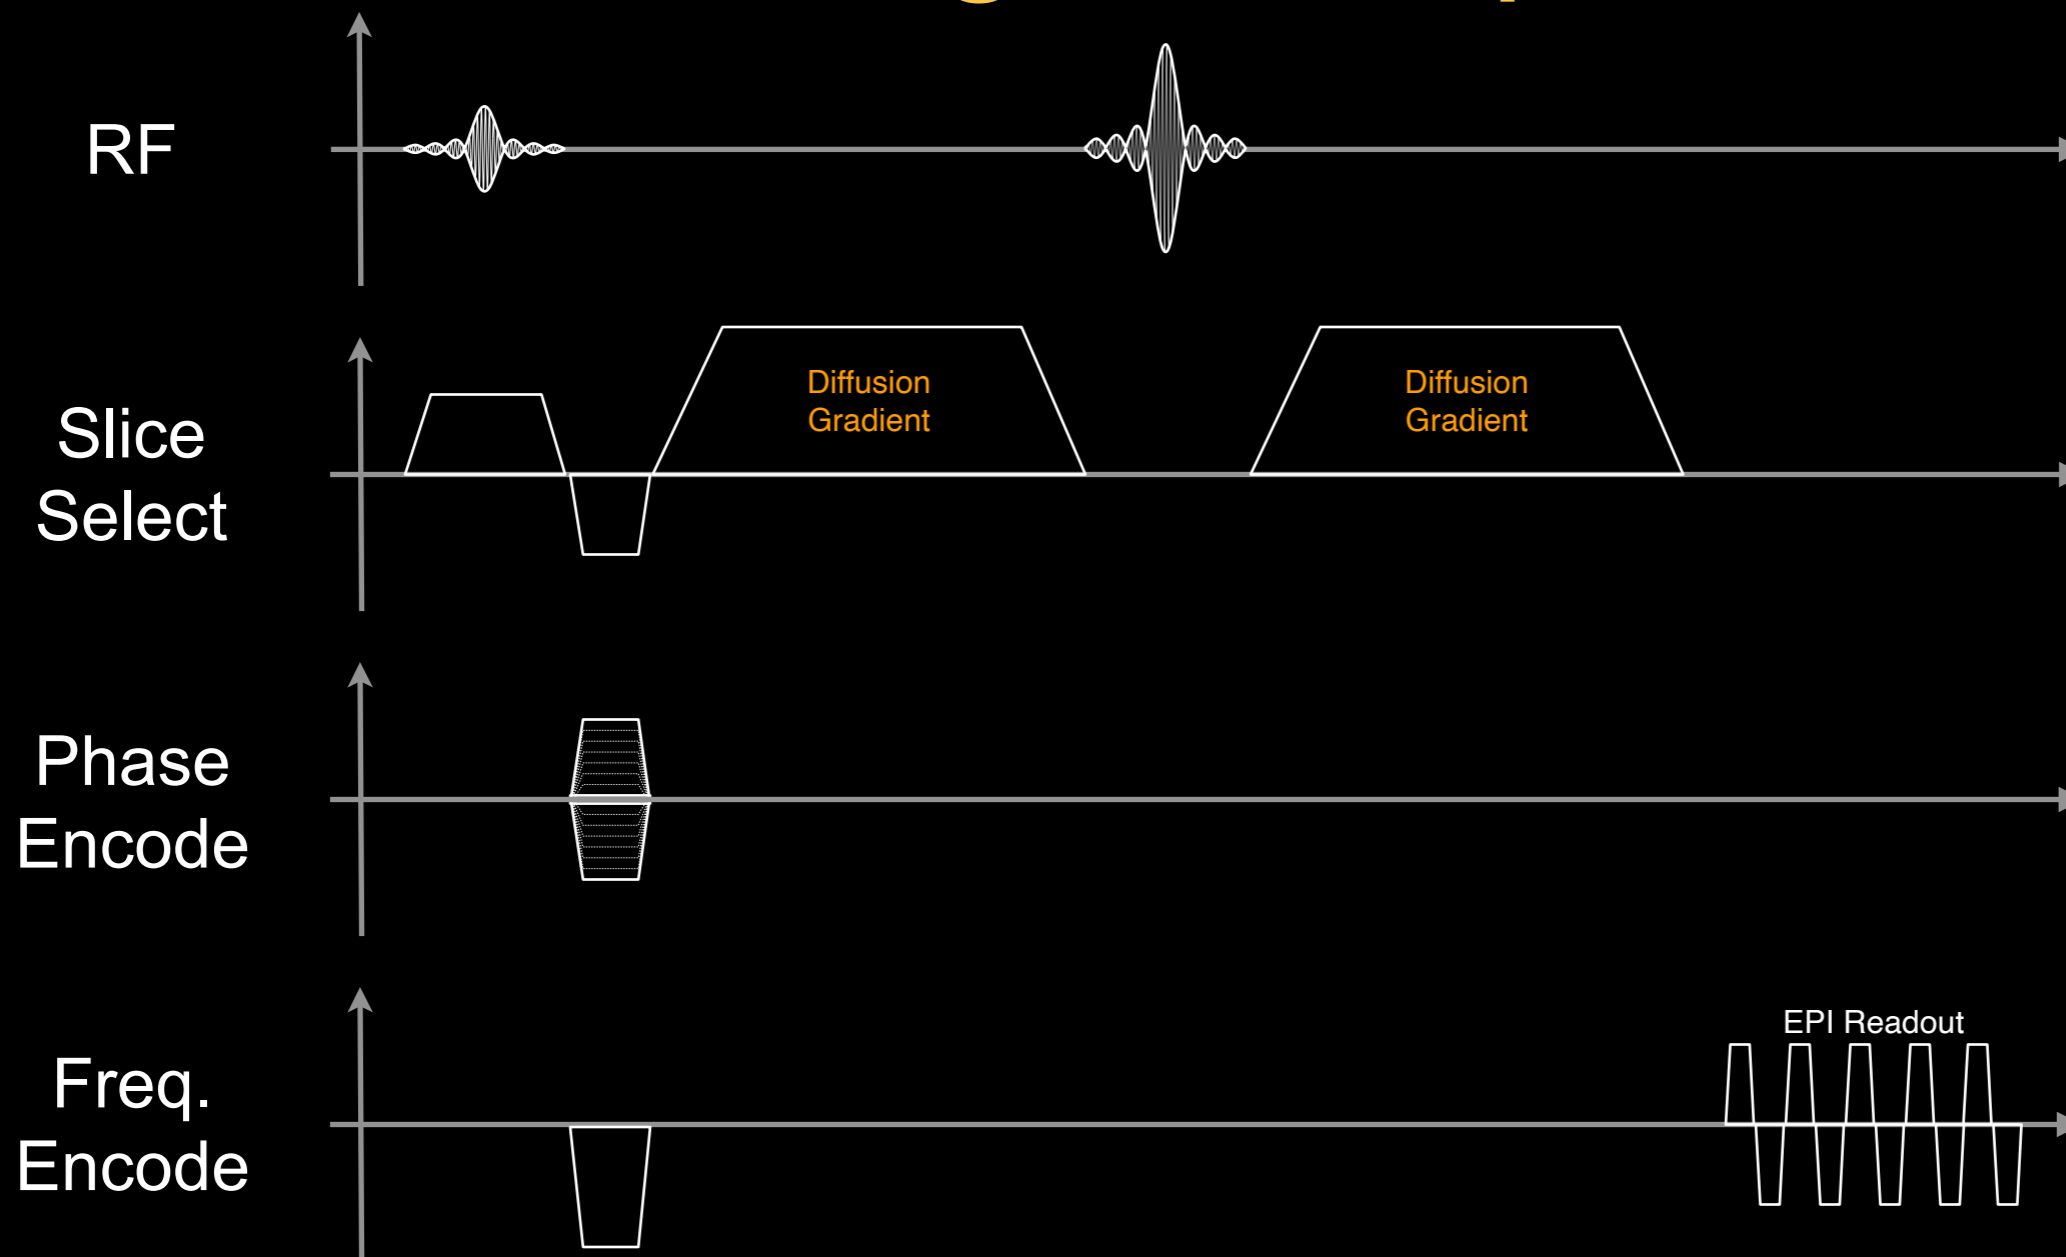 RF
Slice
Select
Diffusion
Gradient
Diffusion
Gradient
Phase
Encode
Freq.
Encode
EPI Readout